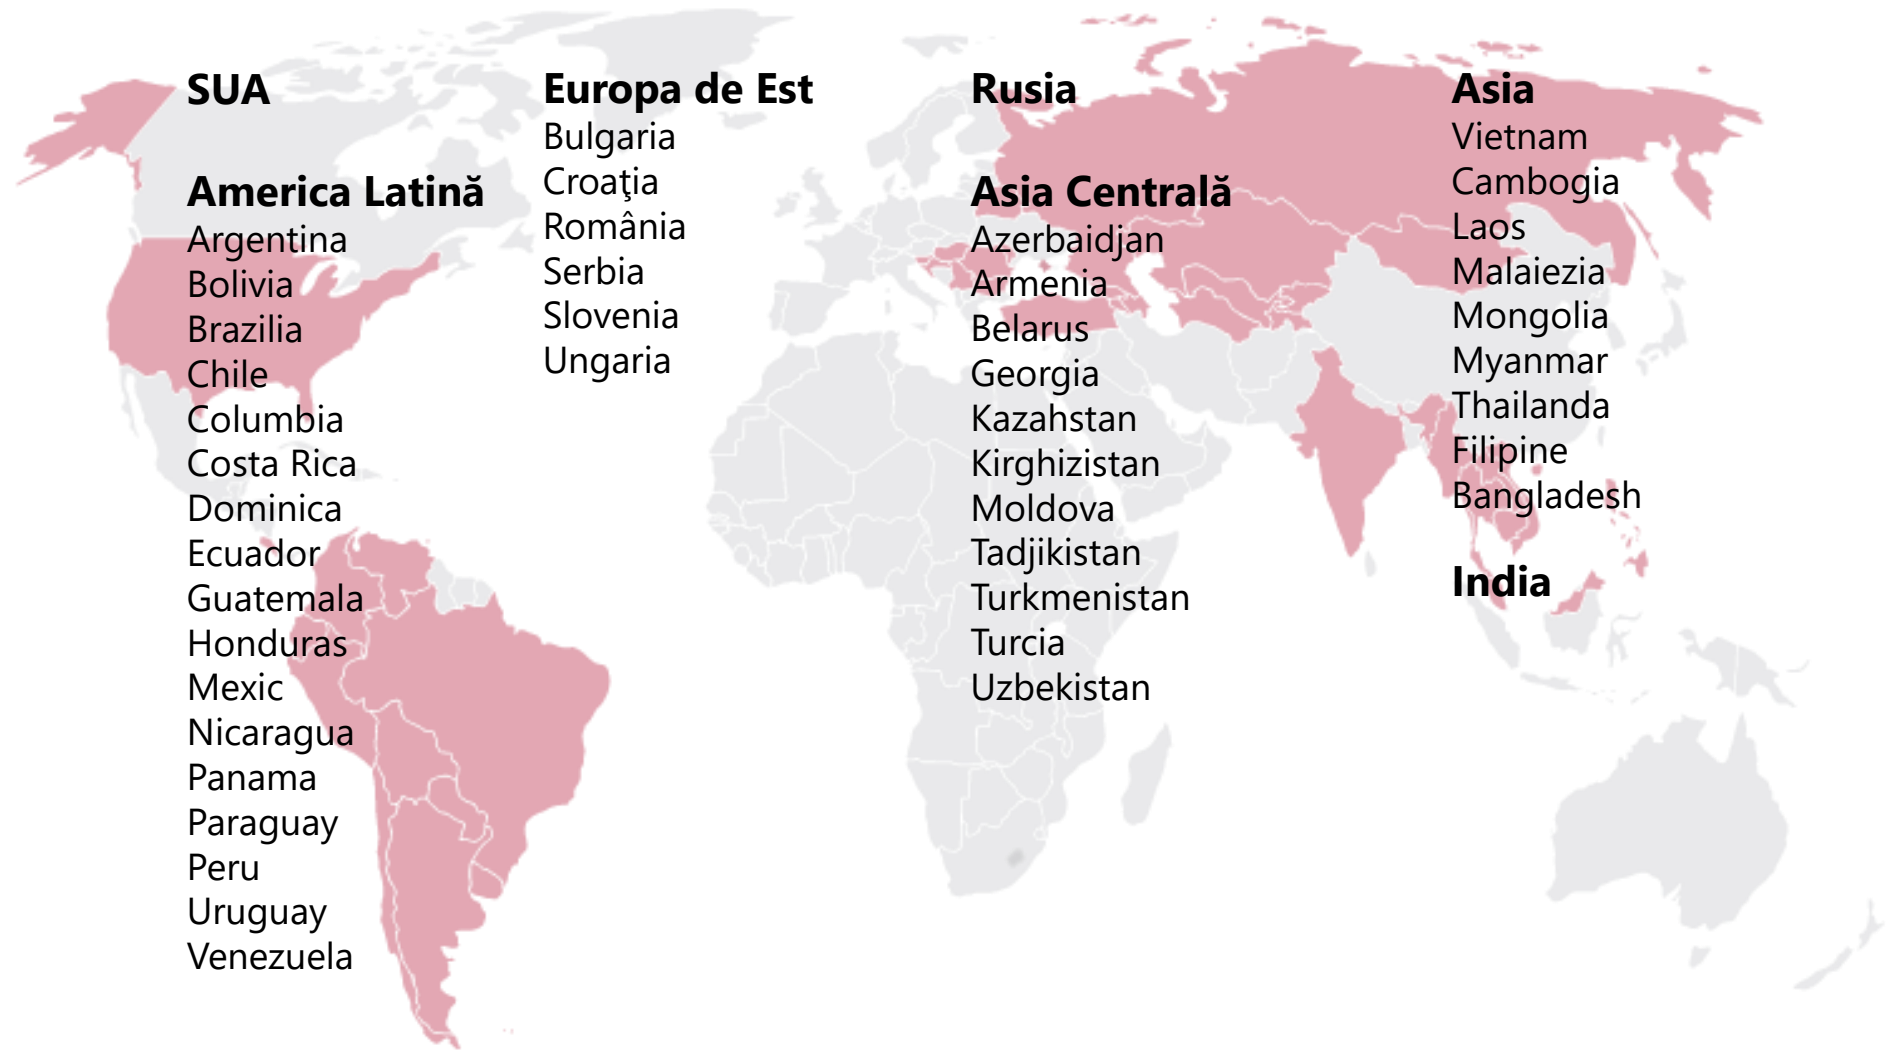 SUA
America Latină
Argentina
Bolivia
Brazilia
Chile
Columbia
Costa Rica
Dominica
Ecuador
Guatemala
Honduras
Mexic
Nicaragua
Panama
Paraguay
Peru
Uruguay
Venezuela
Europa de Est
Bulgaria
Croaţia
România
Serbia
Slovenia
Ungaria
Rusia
Asia Centrală
Azerbaidjan
Armenia
Belarus
Georgia
Kazahstan
Kirghizistan
Moldova
Tadjikistan
Turkmenistan
Turcia
Uzbekistan
Asia
Vietnam
Cambogia
Laos
Malaiezia
Mongolia
Myanmar
Thailanda
Filipine
Bangladesh
India